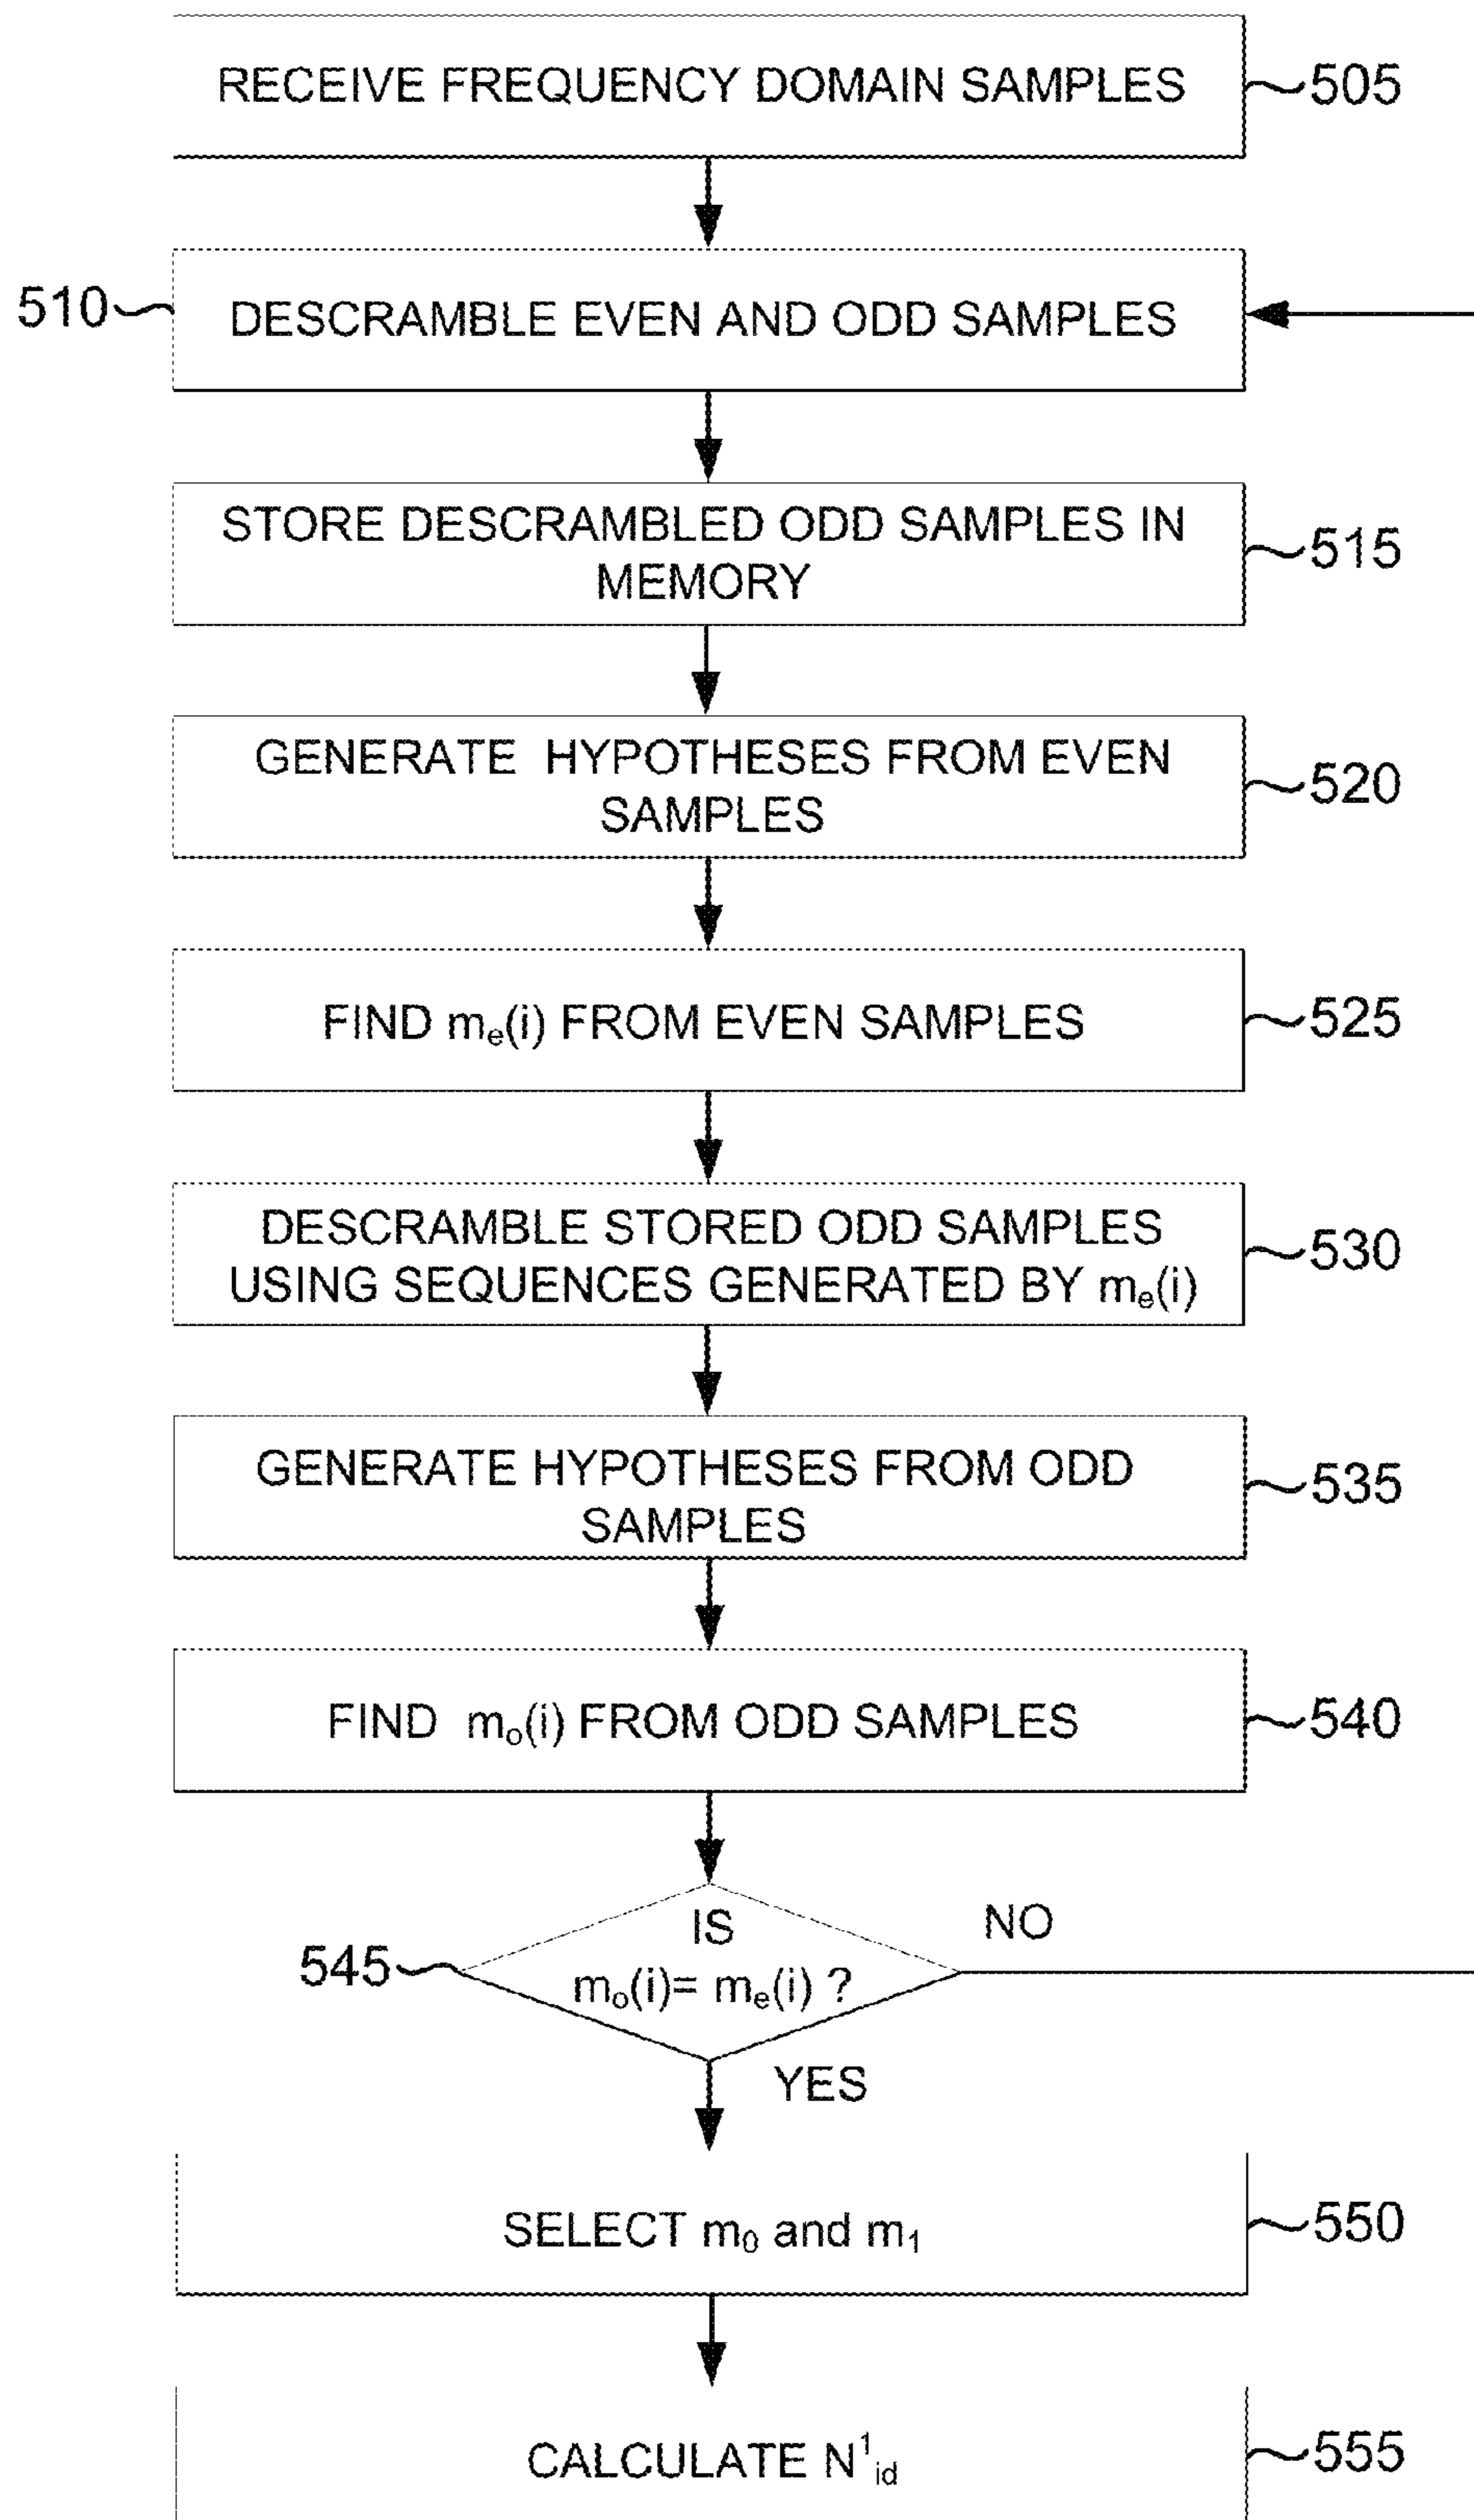 RECEIVE FREQUENCY DOMAIN SAMPLES
505
510
DESCRAMBLE EVEN AND ODD SAMPLES
STORE DESCRAMBLED ODD SAMPLES IN
MEMORY
515
GENERATE HYPOTHESES FROM EVEN
SAMPLES
520
FIND mₑ(i) FROM EVEN SAMPLES
525
DESCRAMBLE STORED ODD SAMPLES
USING SEQUENCES GENERATED BY mₑ(i)
530
GENERATE HYPOTHESES FROM ODD
SAMPLES
535
FIND mₒ(i) FROM ODD SAMPLES
540
545
IS
mₒ(i)= mₑ(i) ?
NO
YES
SELECT m₀ and m₁
550
CALCULATE N¹id
555